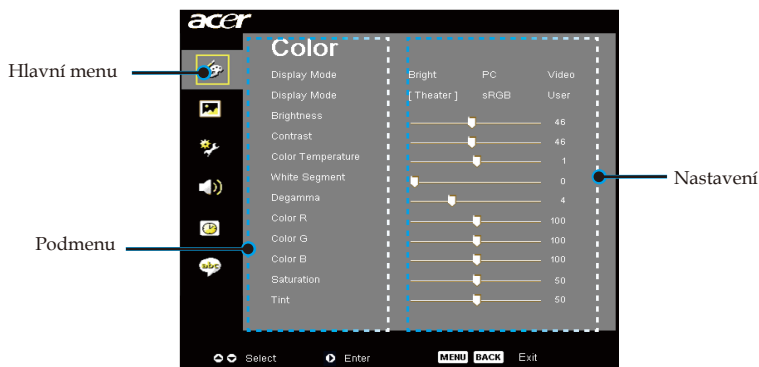 acer
Color
Hlavní menu
Display Mode Bright PC Video
Display Mode [ Theater ] sRGB User
Brightness 46
Contrast 46
Color Temperature 1
White Segment 0
Nastavení
Degamma 4
Color R 100
Podmenu
Color G 100
Color B 100
abc
Saturation 50
Tint 50
Select Enter MENU BACK Exit